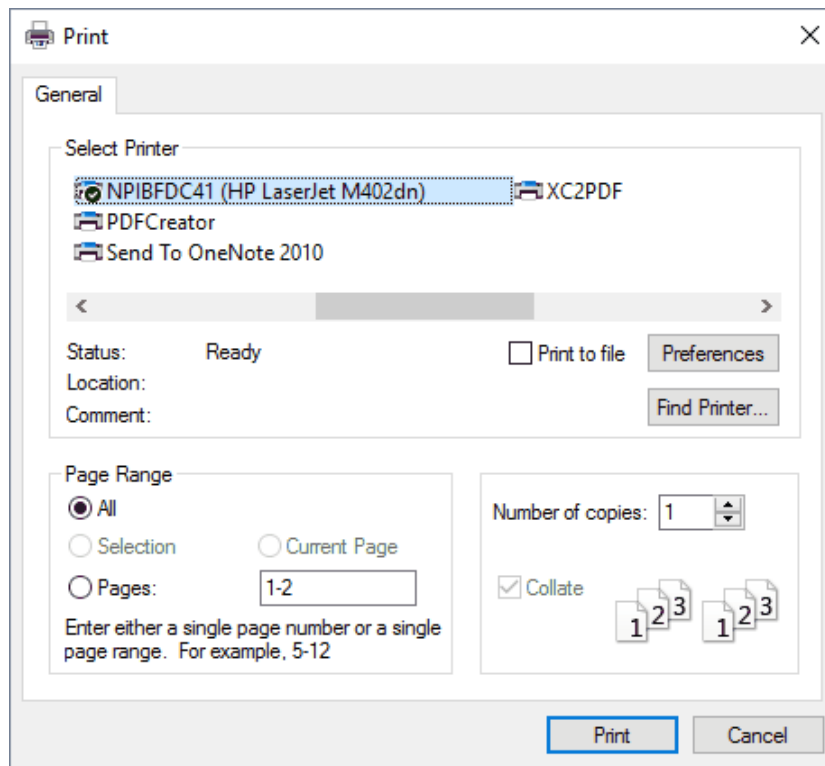 Print
General
Select Printer
NPIBFDC41 (HP LaserJet M402dn)
XC2PDF
PDFCreator
Send To OneNote 2010
Status: Ready
Print to file
Preferences
Location:
Comment:
Find Printer...
Page Range
All
Selection
Current Page
Pages: 1-2
Enter either a single page number or a single
page range. For example, 5-12
Number of copies: 1
Collate
1 2 3 1 2 3
Print
Cancel